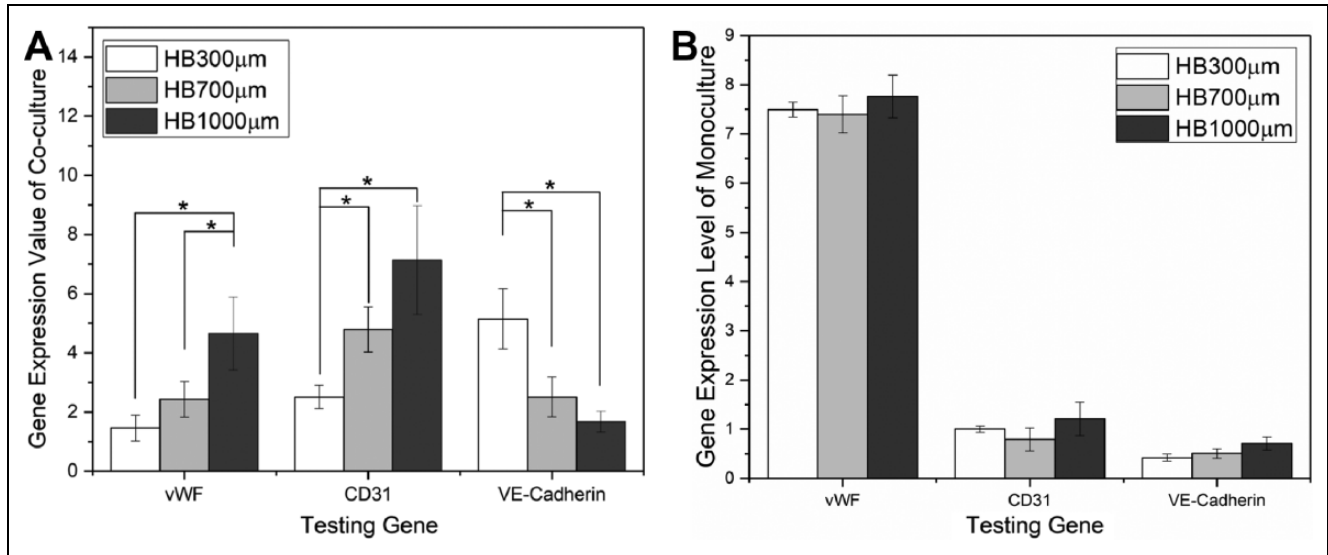 A
HB300μm
HB700μm
HB1000μm
Gene Expression Value of Co-culture
14
12
10
8
6
4
2
0
*
*
*
*
*
*
vWF
CD31
VE-Cadherin
Testing Gene
B
HB300μm
HB700μm
HB1000μm
Gene Expression Level of Monoculture
9
8
7
6
5
4
3
2
1
0
vWF
CD31
VE-Cadherin
Testing Gene